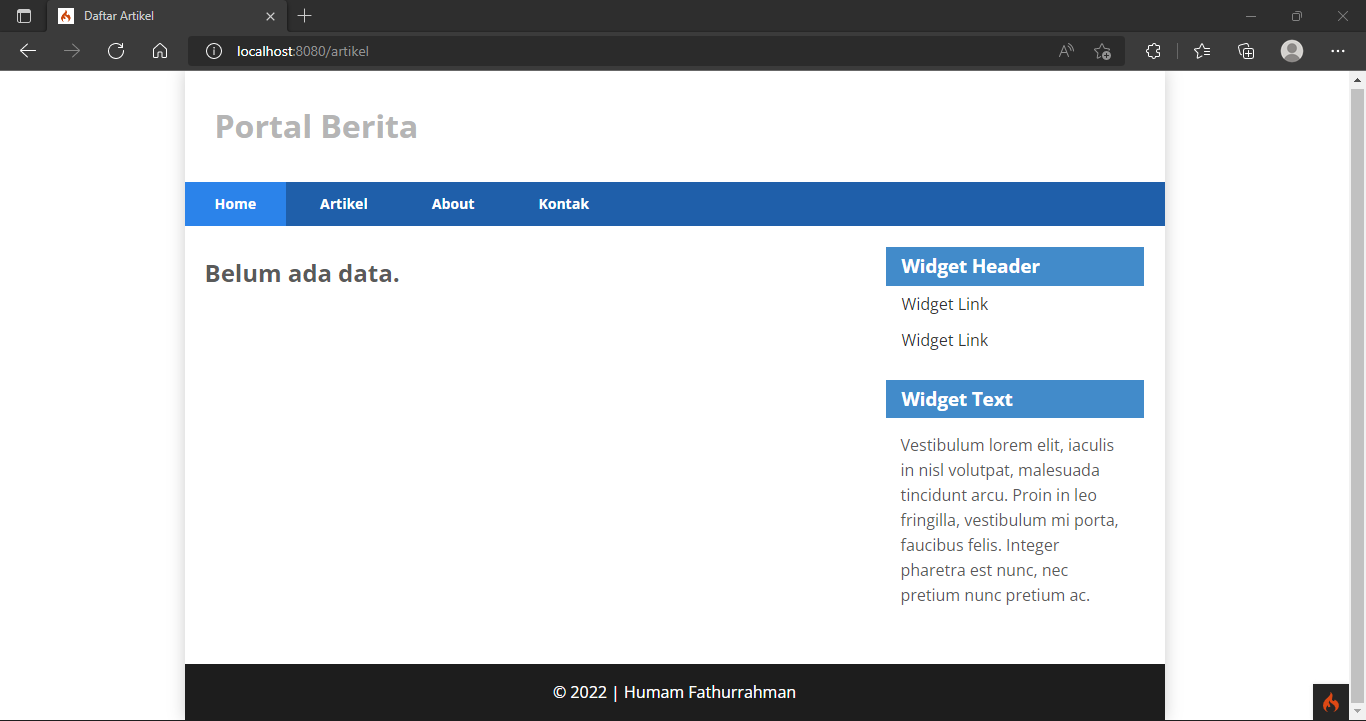 Daftar Artikel
localhost:8080/artikel
Portal Berita
Home Artikel About Kontak
Belum ada data.
Widget Header
Widget Link
Widget Link
Widget Text
Vestibulum lorem elit, iaculis
in nisl volutpat, malesuada
tincidunt arcu. Proin in leo
fringilla, vestibulum mi porta,
faucibus felis. Integer
pharetra est nunc, nec
pretium nunc pretium ac.
© 2022 | Humam Fathurrahman